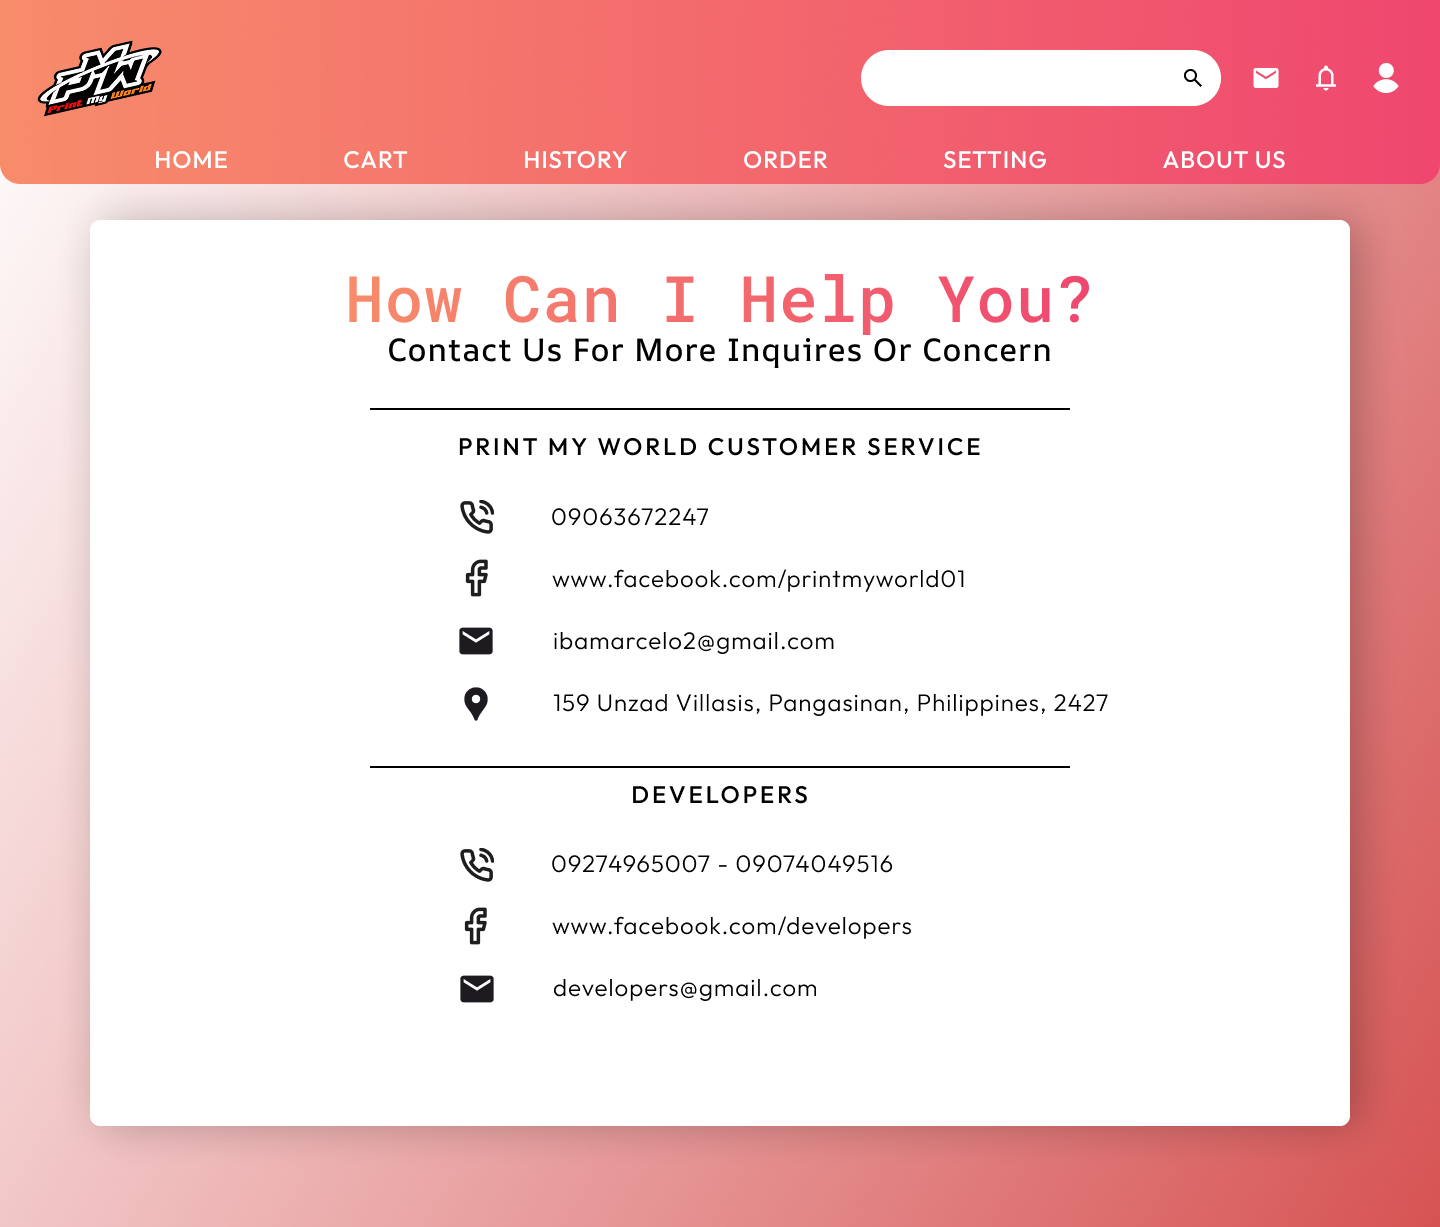 PMW
Print My World
HOME CART HISTORY ORDER SETTING ABOUT US
How Can I Help You?
Contact Us For More Inquires Or Concern
PRINT MY WORLD CUSTOMER SERVICE
09063672247
www.facebook.com/printmyworld01
ibamarcelo2@gmail.com
159 Unzad Villasis, Pangasinan, Philippines, 2427
DEVELOPERS
09274965007 - 09074049516
www.facebook.com/developers
developers@gmail.com